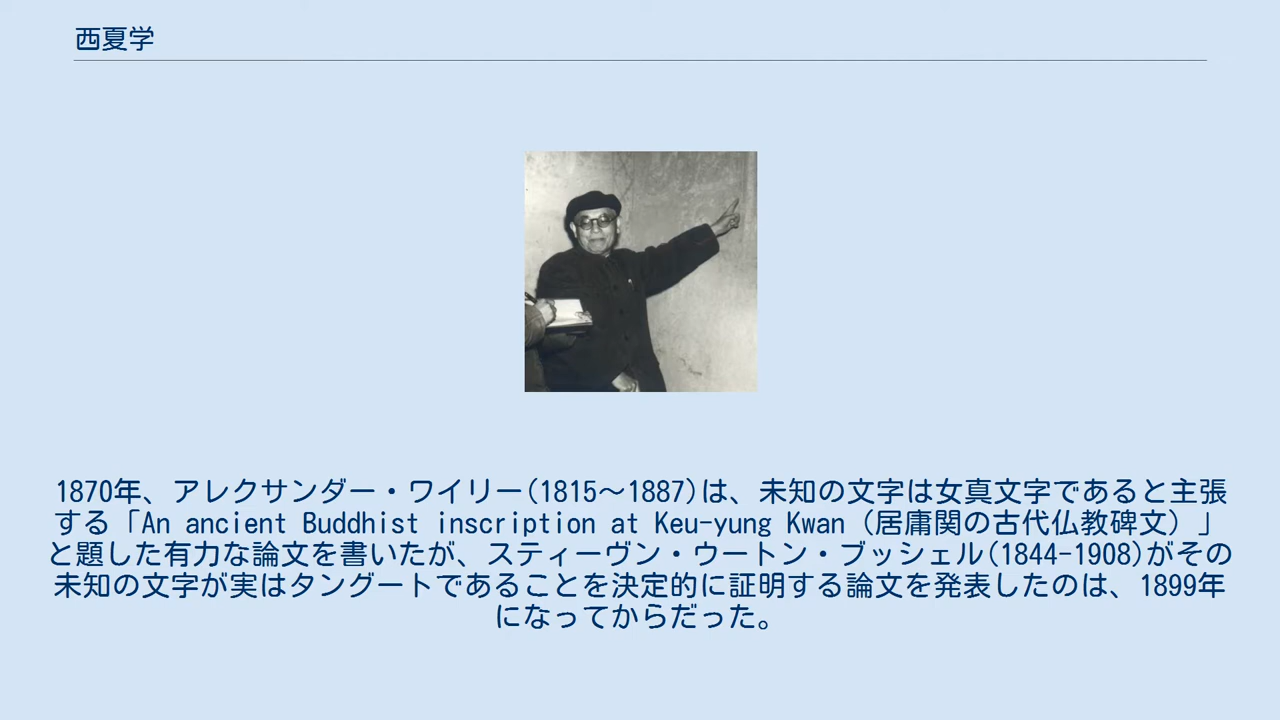 西夏学
1870年、アレクサンダー・ワイリー(1815〜1887)は、未知の文字は女真文字であると主張
する「An ancient Buddhist inscription at Keu-yung Kwan（居庸関の古代仏教碑文）」
と題した有力な論文を書いたが、スティーヴン・ウートン・ブッシェル(1844-1908)がその
未知の文字が実はタングートであることを決定的に証明する論文を発表したのは、1899年
になってからだった。